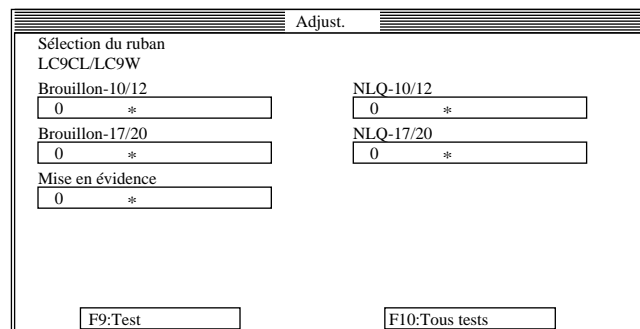 Adjust.
Sélection du ruban
LC9CL/LC9W
Brouillon-10/12
NLQ-10/12
0 *
0 *
Brouillon-17/20
NLQ-17/20
0 *
0 *
Mise en évidence
0 *
F9:Test
F10:Tous tests